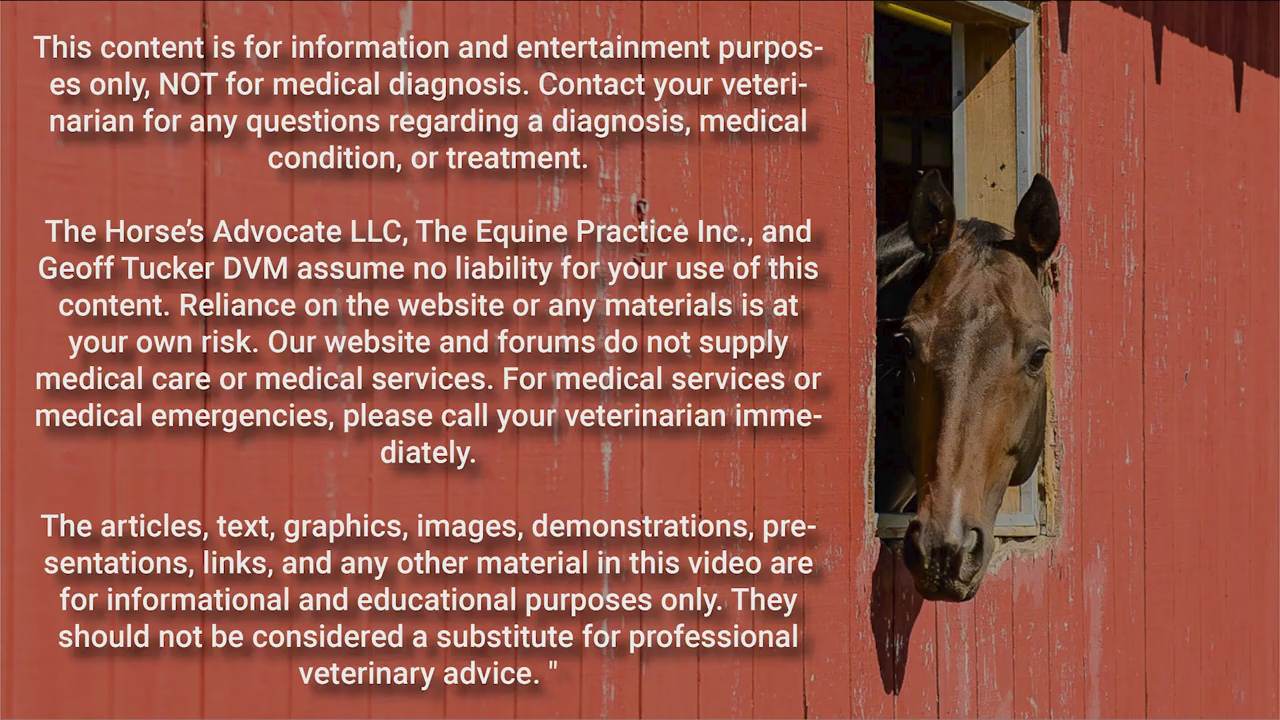 This content is for information and entertainment purpos-
es only, NOT for medical diagnosis. Contact your veteri-
narian for any questions regarding a diagnosis, medical
condition, or treatment.
The Horse’s Advocate LLC, The Equine Practice Inc., and
Geoff Tucker DVM assume no liability for your use of this
content. Reliance on the website or any materials is at
your own risk. Our website and forums do not supply
medical care or medical services. For medical services or
medical emergencies, please call your veterinarian imme-
diately.
The articles, text, graphics, images, demonstrations, pre-
sentations, links, and any other material in this video are
for informational and educational purposes only. They
should not be considered a substitute for professional
veterinary advice. "